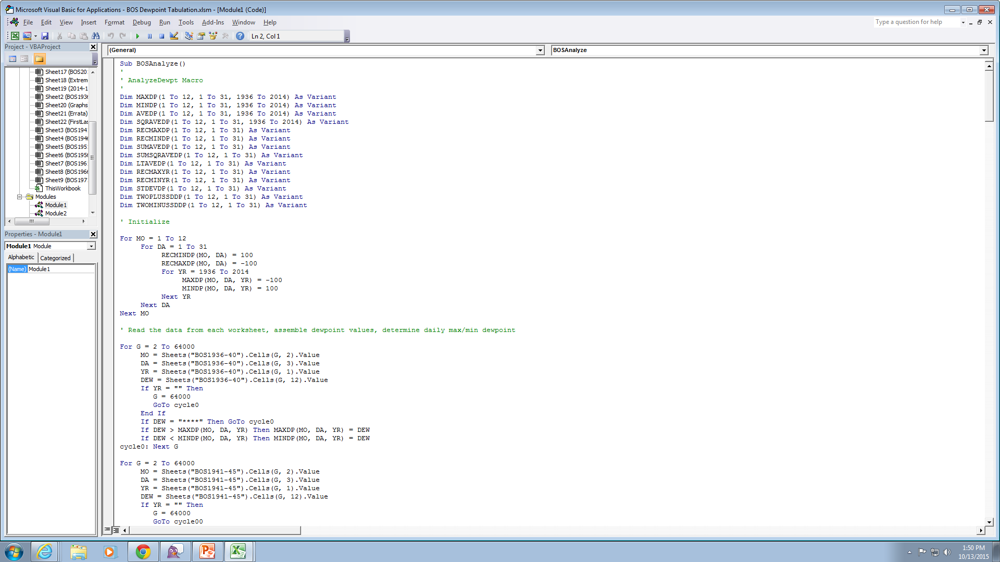 Microsoft Visual Basic for Applications - BOS Dewpoint Tabulation.xlsm - [Module1 (Code)]
File Edit View Insert Format Debug Run Tools Add-Ins Window Help
Type a question for help
Ln 2, Col 1
Project - VBAProject
Sheet17 (BOS20
Sheet18 (Extrem
Sheet19 (2014-1
Sheet2 (BOS1936
Sheet20 (Graphs
Sheet21 (Errata)
Sheet22 (FirstLas
Sheet3 (BOS1941
Sheet4 (BOS1946
Sheet5 (BOS1951
Sheet6 (BOS1956
Sheet7 (BOS1961
Sheet8 (BOS1966
Sheet9 (BOS1971
ThisWorkbook
Modules
Module1
Module2
Properties - Module1
Module1 Module
Alphabetic Categorized
(Name) Module1
(General)
BOSAnalyze
Sub BOSAnalyze()
'
' AnalyzeDewpt Macro
'
Dim MAXDP(1 To 12, 1 To 31, 1936 To 2014) As Variant
Dim MINDP(1 To 12, 1 To 31, 1936 To 2014) As Variant
Dim AVEDP(1 To 12, 1 To 31, 1936 To 2014) As Variant
Dim SQRAVEDP(1 To 12, 1 To 31, 1936 To 2014) As Variant
Dim RECMAXDP(1 To 12, 1 To 31) As Variant
Dim RECMINDP(1 To 12, 1 To 31) As Variant
Dim SUMAVEDP(1 To 12, 1 To 31) As Variant
Dim SUMSQRAVEDP(1 To 12, 1 To 31) As Variant
Dim LTAVEDP(1 To 12, 1 To 31) As Variant
Dim RECMAXYR(1 To 12, 1 To 31) As Variant
Dim RECMINYR(1 To 12, 1 To 31) As Variant
Dim STDEVDP(1 To 12, 1 To 31) As Variant
Dim TWOPLUSSDDP(1 To 12, 1 To 31) As Variant
Dim TWOMINUSSDDP(1 To 12, 1 To 31) As Variant
' Initialize
For MO = 1 To 12
For DA = 1 To 31
RECMINDP(MO, DA) = 100
RECMAXDP(MO, DA) = -100
For YR = 1936 To 2014
MAXDP(MO, DA, YR) = -100
MINDP(MO, DA, YR) = 100
Next YR
Next DA
Next MO
' Read the data from each worksheet, assemble dewpoint values, determine daily max/min dewpoint
For G = 2 To 64000
MO = Sheets("BOS1936-40").Cells(G, 2).Value
DA = Sheets("BOS1936-40").Cells(G, 3).Value
YR = Sheets("BOS1936-40").Cells(G, 1).Value
DEW = Sheets("BOS1936-40").Cells(G, 12).Value
If YR = "" Then
G = 64000
GoTo cycle0
End If
If DEW = "****" Then GoTo cycle0
If DEW > MAXDP(MO, DA, YR) Then MAXDP(MO, DA, YR) = DEW
If DEW < MINDP(MO, DA, YR) Then MINDP(MO, DA, YR) = DEW
cycle0: Next G
For G = 2 To 64000
MO = Sheets("BOS1941-45").Cells(G, 2).Value
DA = Sheets("BOS1941-45").Cells(G, 3).Value
YR = Sheets("BOS1941-45").Cells(G, 1).Value
DEW = Sheets("BOS1941-45").Cells(G, 12).Value
If YR = "" Then
G = 64000
GoTo cycle00
1:50 PM
10/13/2015